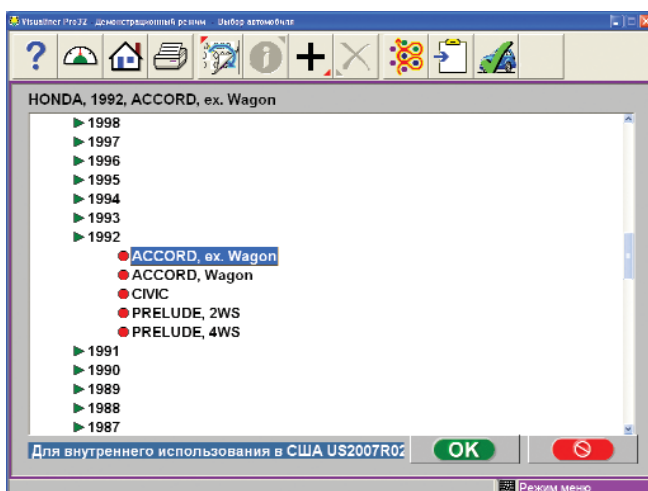 Visualiner Pro32 Демонстрационный режим - Выбор автомобиля
HONDA, 1992, ACCORD, ex. Wagon
1998
1997
1996
1995
1994
1993
1992
ACCORD, ex. Wagon
ACCORD, Wagon
CIVIC
PRELUDE, 2WS
PRELUDE, 4WS
1991
1990
1989
1988
1987
Для внутреннего использования в США US2007R02
OK
Режим меню